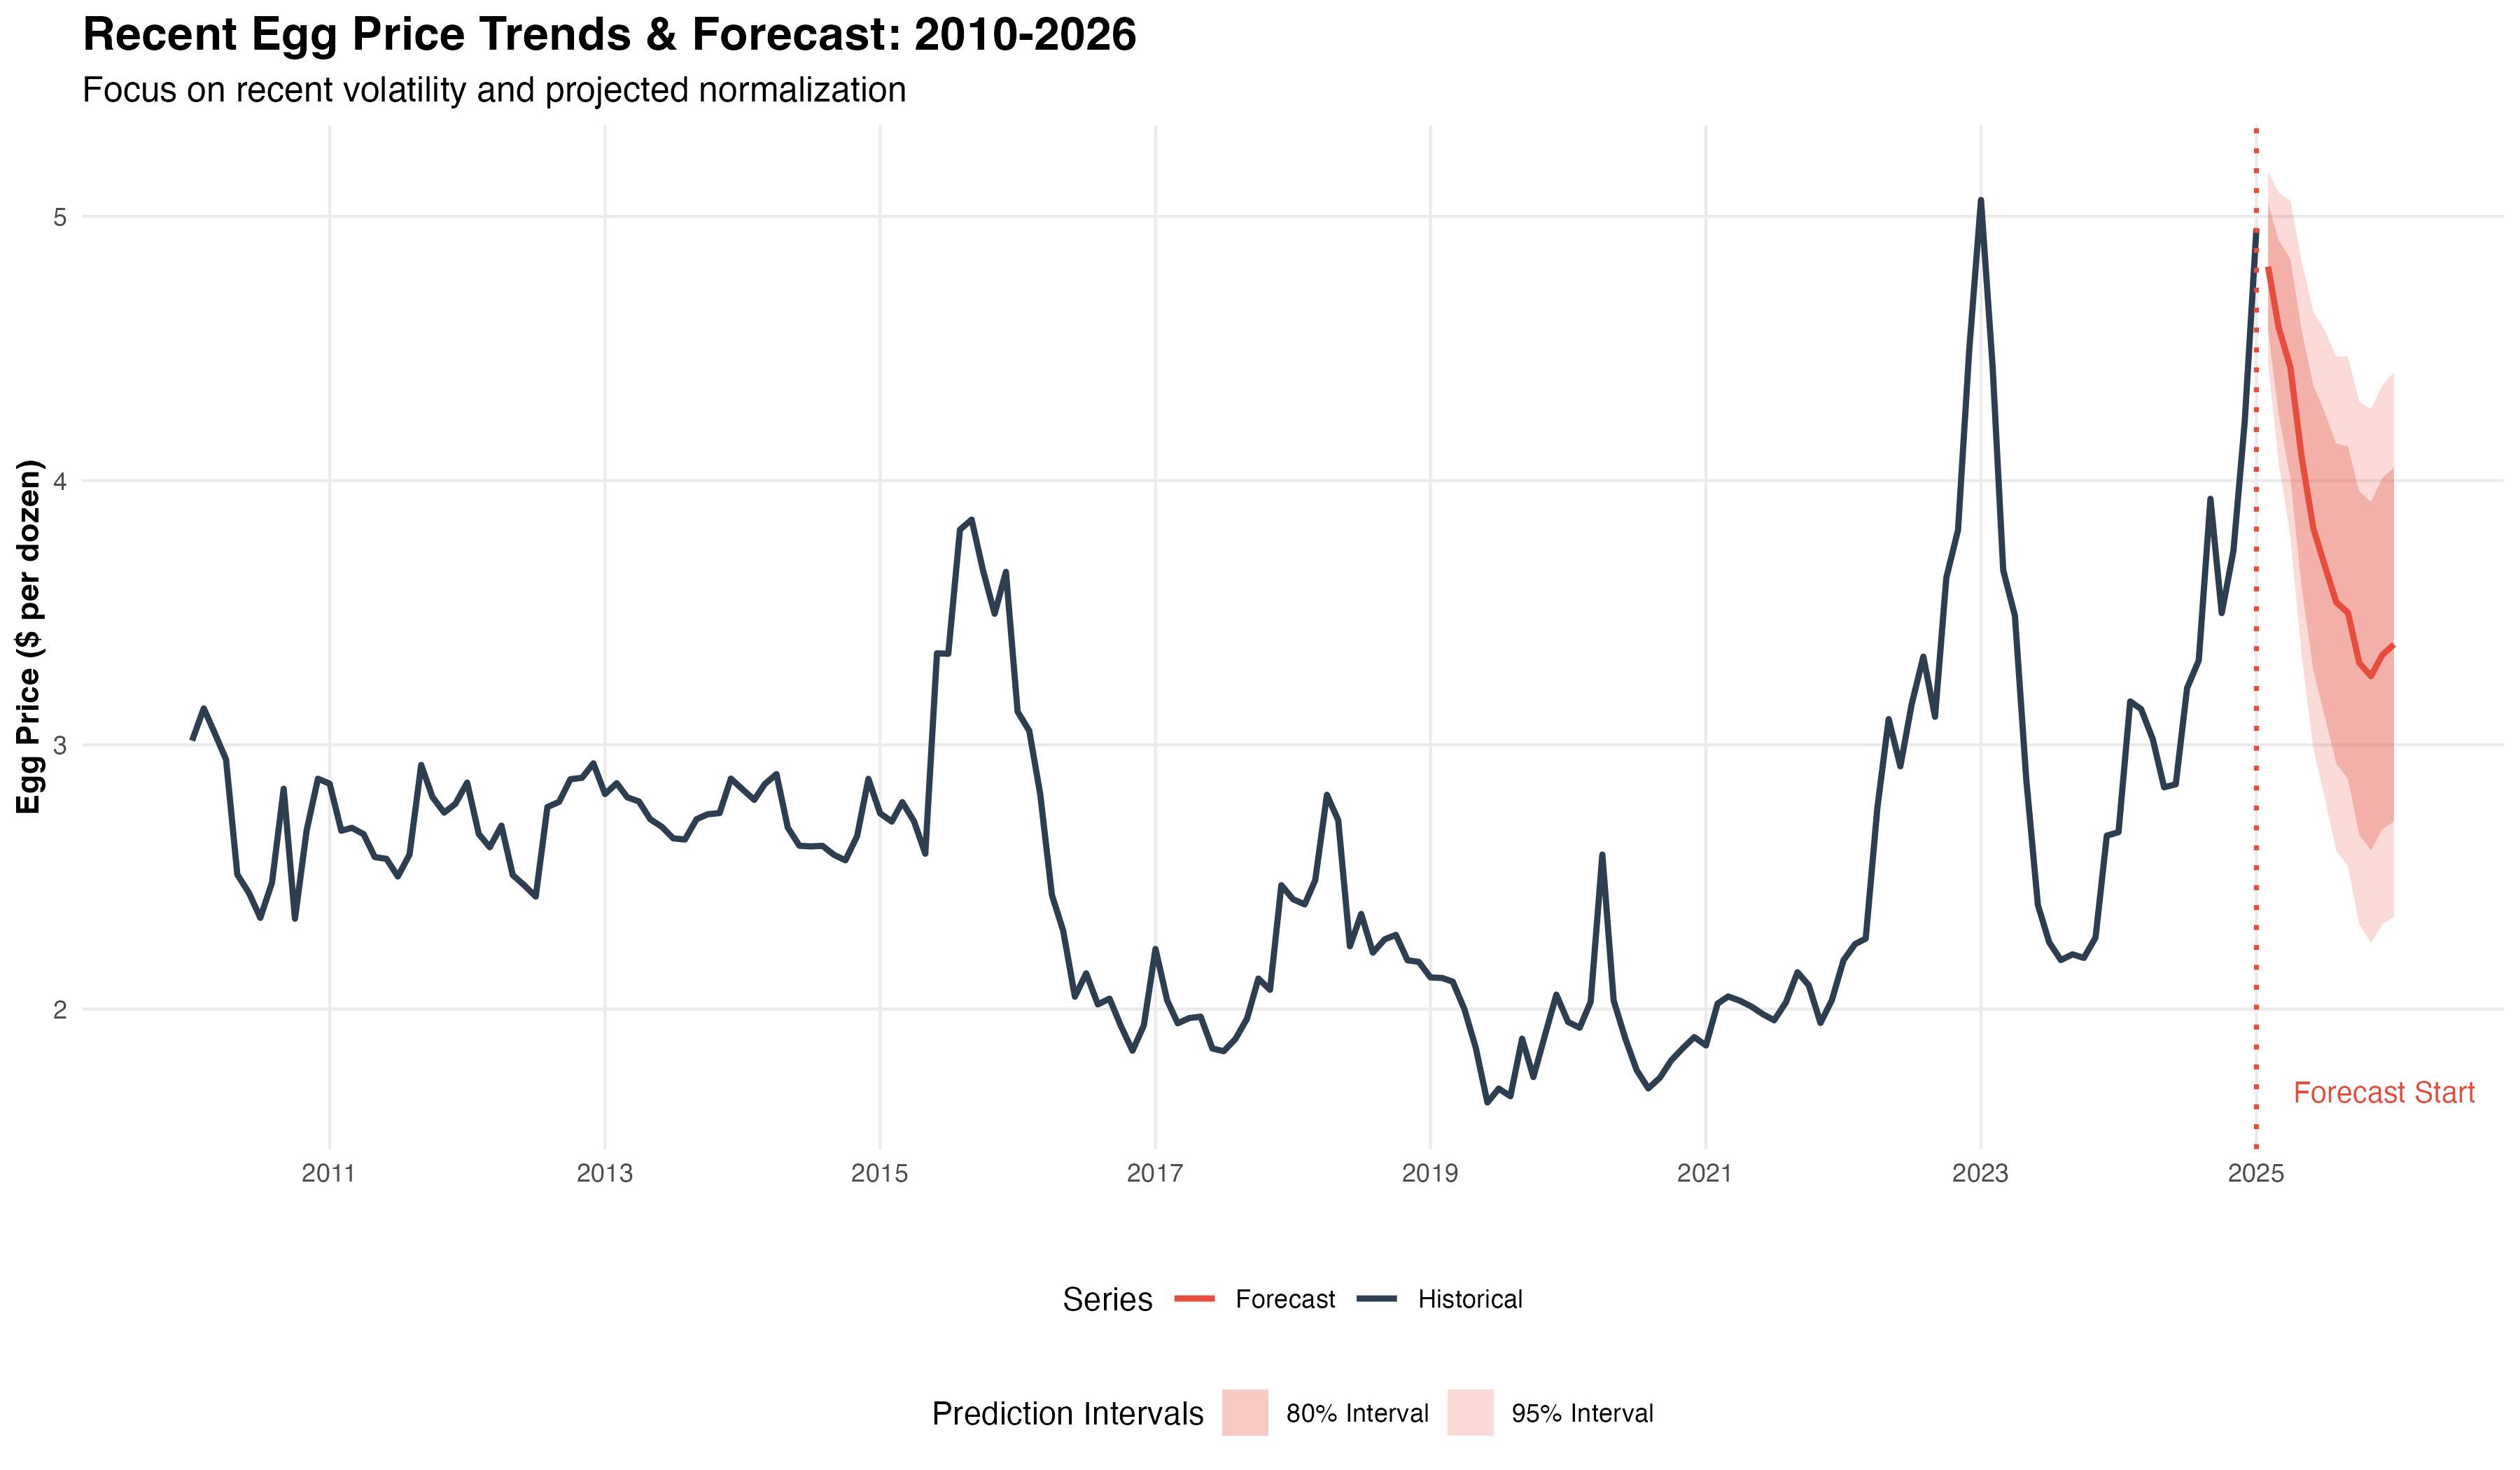 Recent Egg Price Trends & Forecast: 2010-2026
Focus on recent volatility and projected normalization
Egg Price ($ per dozen)
5
4
3
2
Forecast Start
2011 2013 2015 2017 2019 2021 2023 2025
Series Forecast Historical
Prediction Intervals 80% Interval 95% Interval